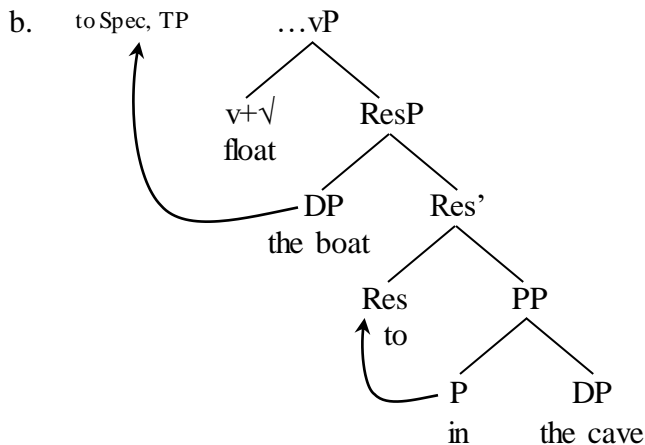 b. to Spec, TP …vP
v+√ ResP
float
DP Res’
the boat
Res PP
to
P DP
in the cave